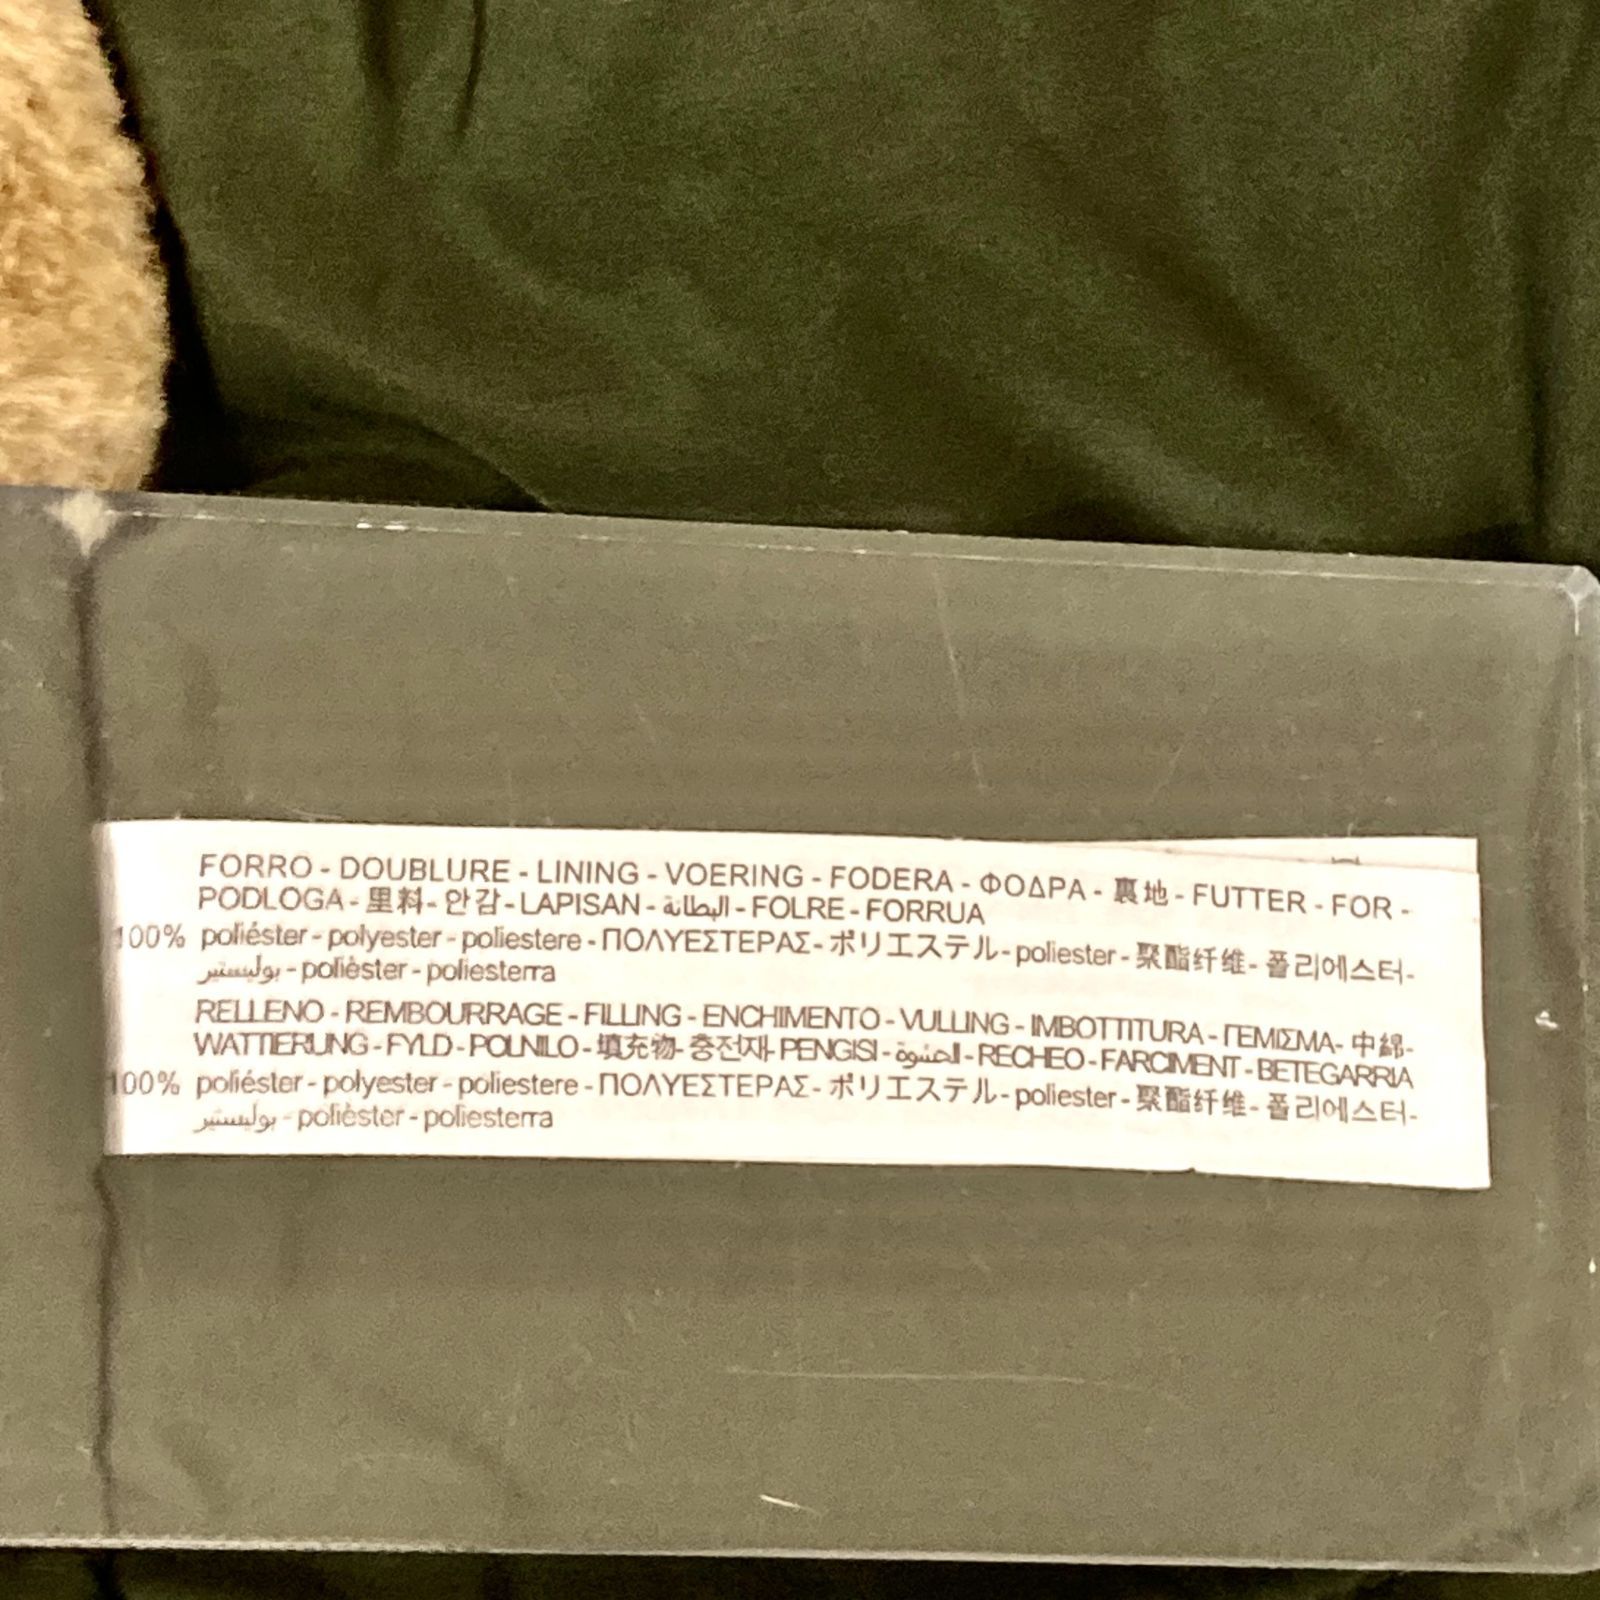 FORRO - DOUBLURE - LINING - VOERING - FODERA - ΦΟΔΡΑ - 裏地 - FUTTER - FOR -
PODLOGA - 里料 - 안감 - LAPISAN - البطانة - FOLRE - FORRUA
100% poliéster - polyester - poliestere - ΠΟΛΥΕΣΤΕΡΑΣ - ポリエステル - poliester - 聚酯纤维 - 폴리에스터 -
بوليستير - polièster - poliesterra
RELLENO - REMBOURRAGE - FILLING - ENCHIMENTO - VULLING - IMBOTTITURA - ΓΕΜΙΣΜΑ - 中綿 -
WATTIERUNG - FYLD - POLNILO - 填充物 - 충전재 - PENGISI - الحشوة - RECHEO - FARCIMENT - BETEGARRIA
100% poliéster - polyester - poliestere - ΠΟΛΥΕΣΤΕΡΑΣ - ポリエステル - poliester - 聚酯纤维 - 폴리에스터 -
بوليستير - polièster - poliesterra